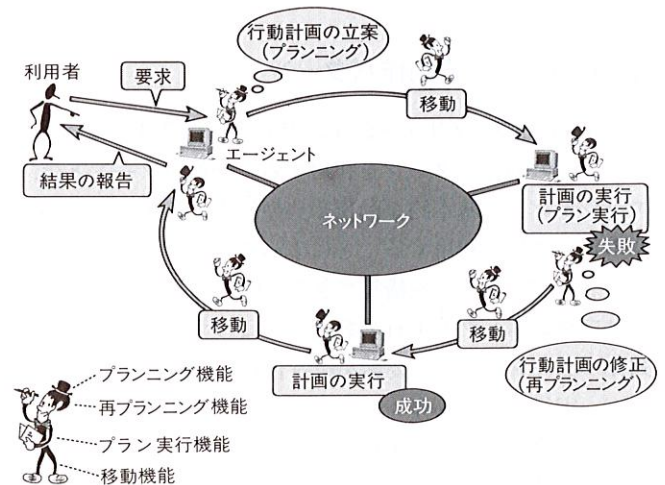 行動計画の立案
(プランニング)
利用者
要求
移動
エージェント
結果の報告
ネットワーク
計画の実行
(プラン実行)
失敗
移動
移動
行動計画の修正
(再プランニング)
計画の実行
成功
プランニング機能
再プランニング機能
プラン実行機能
移動機能